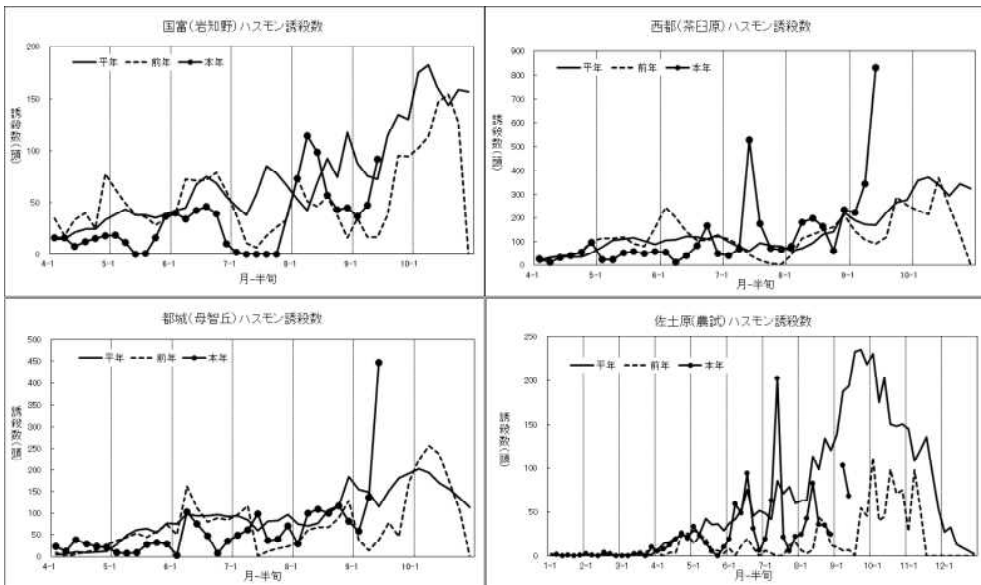 国富(岩知野)ハスモン誘殺数
平年 前年 本年
誘殺数(頭)
200
150
100
50
0
4-1 5-1 6-1 7-1 8-1 9-1 10-1
月-半旬
西都(茶臼原)ハスモン誘殺数
平年 前年 本年
誘殺数(頭)
900
800
700
600
500
400
300
200
100
0
4-1 5-1 6-1 7-1 8-1 9-1 10-1
月-半旬
都城(母智丘)ハスモン誘殺数
平年 前年 本年
誘殺数(頭)
500
450
400
350
300
250
200
150
100
50
0
4-1 5-1 6-1 7-1 8-1 9-1 10-1
月-半旬
佐土原(農試)ハスモン誘殺数
平年 前年 本年
誘殺数(頭)
250
200
150
100
50
0
1-1 2-1 3-1 4-1 5-1 6-1 7-1 8-1 9-1 10-1 11-1 12-1
月-半旬